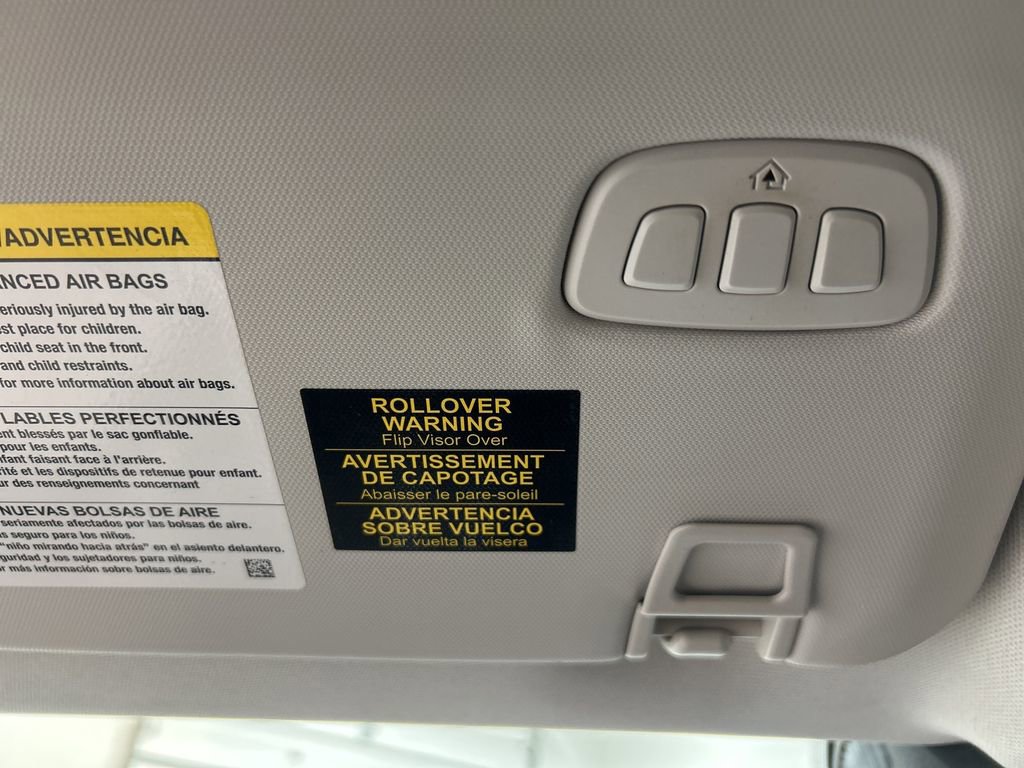 ADVERTENCIA
NCED AIR BAGS
eriously injured by the air bag.
st place for children.
child seat in the front.
and child restraints.
for more information about air bags.
LABLES PERFECTIONNÉS
ent blessés par le sac gonflable.
pour les enfants.
nfant faisant face à l'arrière.
rité et les dispositifs de retenue pour enfant.
ur des renseignements concernant
NUEVAS BOLSAS DE AIRE
seriamente afectados por las bolsas de aire.
s seguro para los niños.
"niño mirando hacia atrás" en el asiento delantero.
guridad y los sujetadores para niños.
r más información sobre bolsas de aire.
ROLLOVER
WARNING
Flip Visor Over
AVERTISSEMENT
DE CAPOTAGE
Abaisser le pare-soleil
ADVERTENCIA
SOBRE VUELCO
Dar vuelta la visera